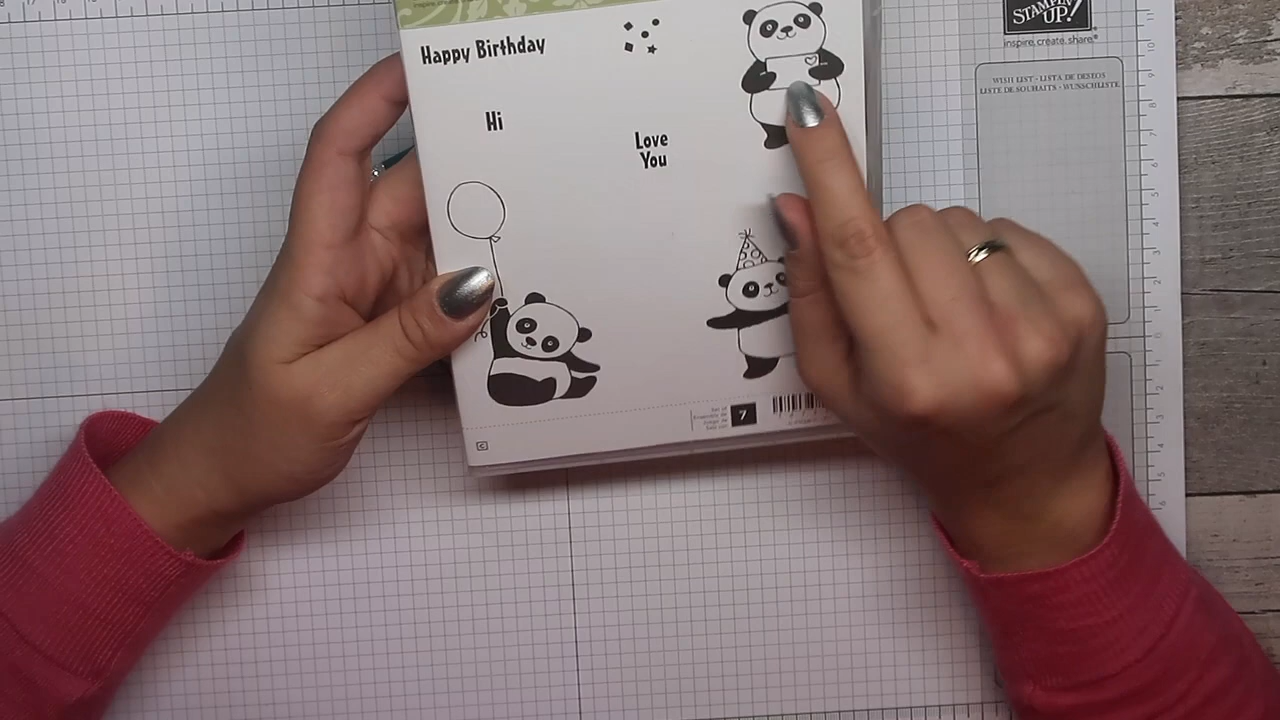 Happy Birthday
Hi
Love
You
7
STAMPIN'
UP!
inspire. create. share.®
WISH LIST • LISTA DE DESEOS
LISTE DE SOUHAITS • WUNSCHLISTE